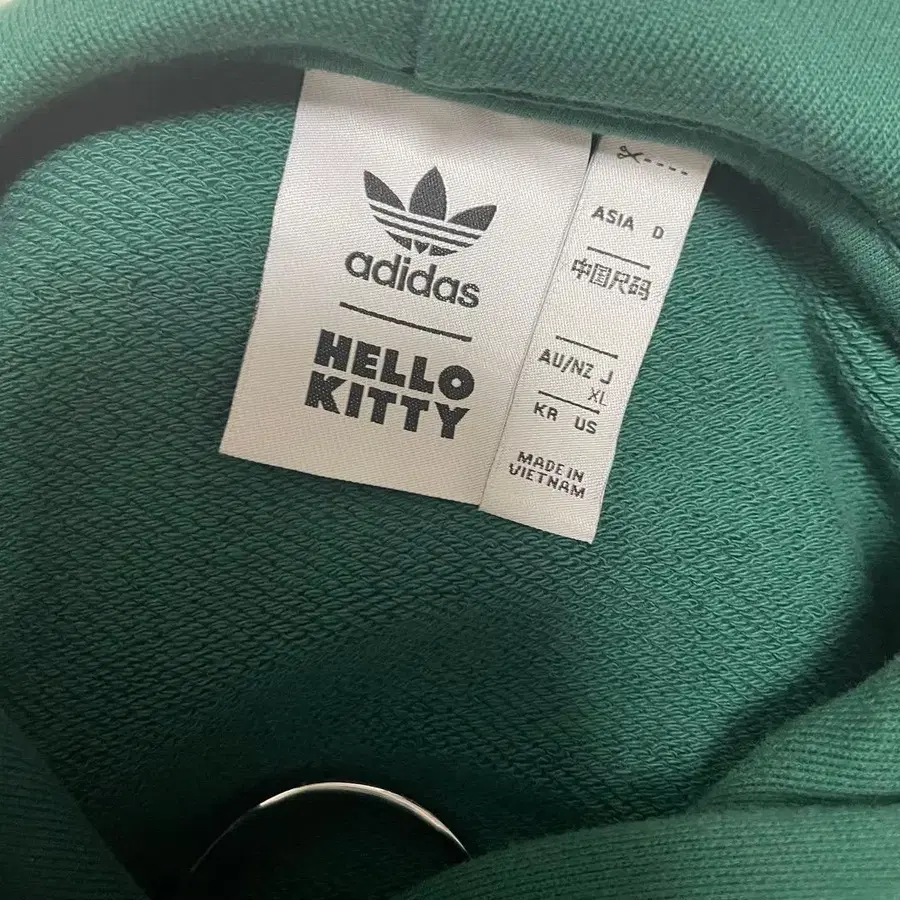 adidas
HELLO
KITTY
ASIA D
中国尺码
AU/NZ J
XL
KR US
MADE IN
VIETNAM